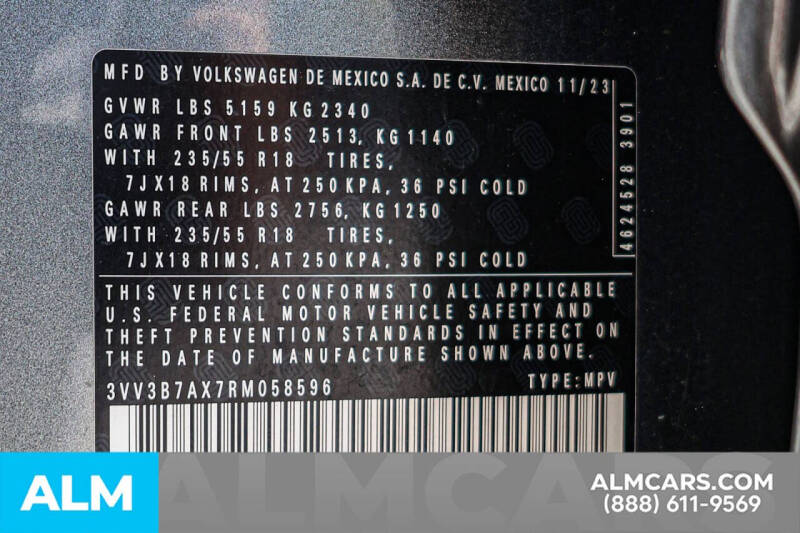 MFD BY VOLKSWAGEN DE MEXICO S.A. DE C.V. MEXICO 11/23
GVWR LBS 5159 KG 2340
GAWR FRONT LBS 2513, KG 1140
WITH 235/55 R18 TIRES,
7JX18 RIMS, AT 250 KPA, 36 PSI COLD
GAWR REAR LBS 2756, KG 1250
WITH 235/55 R18 TIRES,
7JX18 RIMS, AT 250 KPA, 36 PSI COLD
4624528 3901
THIS VEHICLE CONFORMS TO ALL APPLICABLE
U.S. FEDERAL MOTOR VEHICLE SAFETY AND
THEFT PREVENTION STANDARDS IN EFFECT ON
THE DATE OF MANUFACTURE SHOWN ABOVE.
3VV3B7AX7RM058596 TYPE: MPV
ALMCARS
ALM
ALMCARS.COM
(888) 611-9569